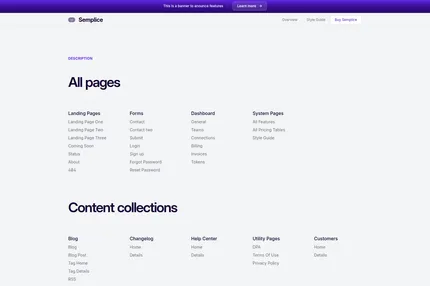 This is a banner to anounce features Learn more →
Semplice Overview Style Guide Buy Semplice
DESCRIPTION
All pages
Landing Pages Forms Dashboard System Pages
Landing Page One Contact General All Features
Landing Page Two Contact two Teams All Pricing Tables
Landing Page Three Submit Connections Style Guide
Coming Soon Login Billing
Status Sign up Invoices
About Forgot Password Tokens
404 Reset Password
Content collections
Blog Changelog Help Center Utility Pages Customers
Blog Home Home DPA Home
Blog Post Details Details Terms Of Use Details
Tag Home Privacy Policy
Tag Details
RSS